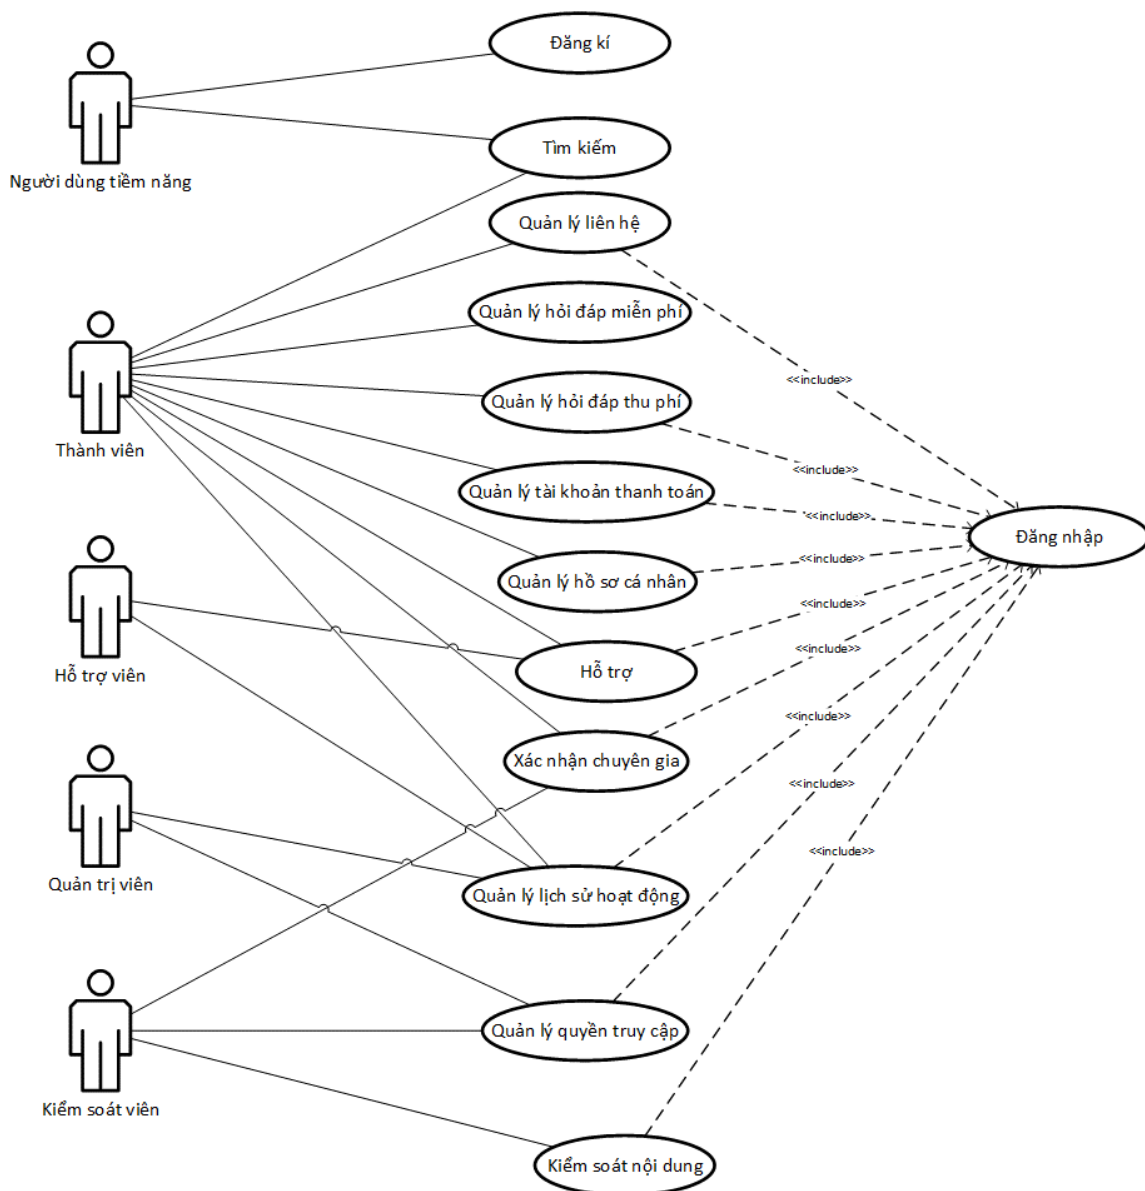 Đăng kí
Tìm kiếm
Người dùng tiềm năng
Quản lý liên hệ
Quản lý hỏi đáp miễn phí
<<include>>
Quản lý hỏi đáp thu phí
Thành viên
<<include>>
Quản lý tài khoản thanh toán
<<include>>
Đăng nhập
<<include>>
Quản lý hồ sơ cá nhân
<<include>>
<<include>>
Hỗ trợ viên
Hỗ trợ
<<include>>
Xác nhận chuyên gia
<<include>>
<<include>>
Quản trị viên
Quản lý lịch sử hoạt động
Quản lý quyền truy cập
Kiểm soát viên
Kiểm soát nội dung